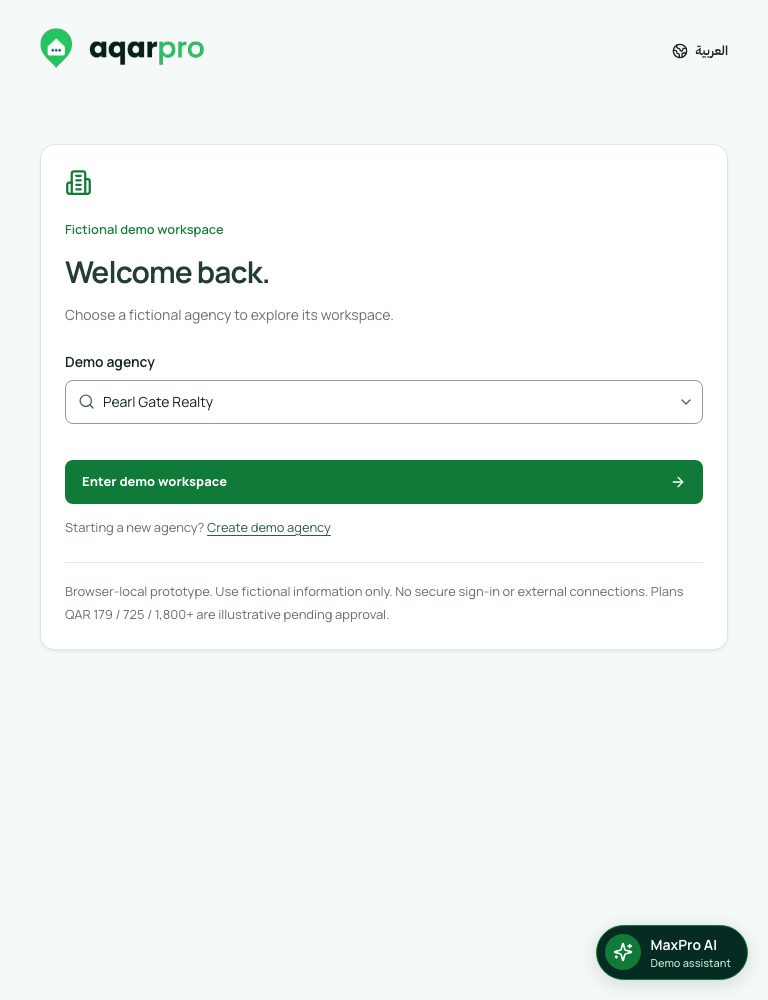 aqarpro
العربية
Fictional demo workspace
Welcome back.
Choose a fictional agency to explore its workspace.
Demo agency
Pearl Gate Realty
Enter demo workspace
Starting a new agency? Create demo agency
Browser-local prototype. Use fictional information only. No secure sign-in or external connections. Plans
QAR 179 / 725 / 1,800+ are illustrative pending approval.
MaxPro AI
Demo assistant